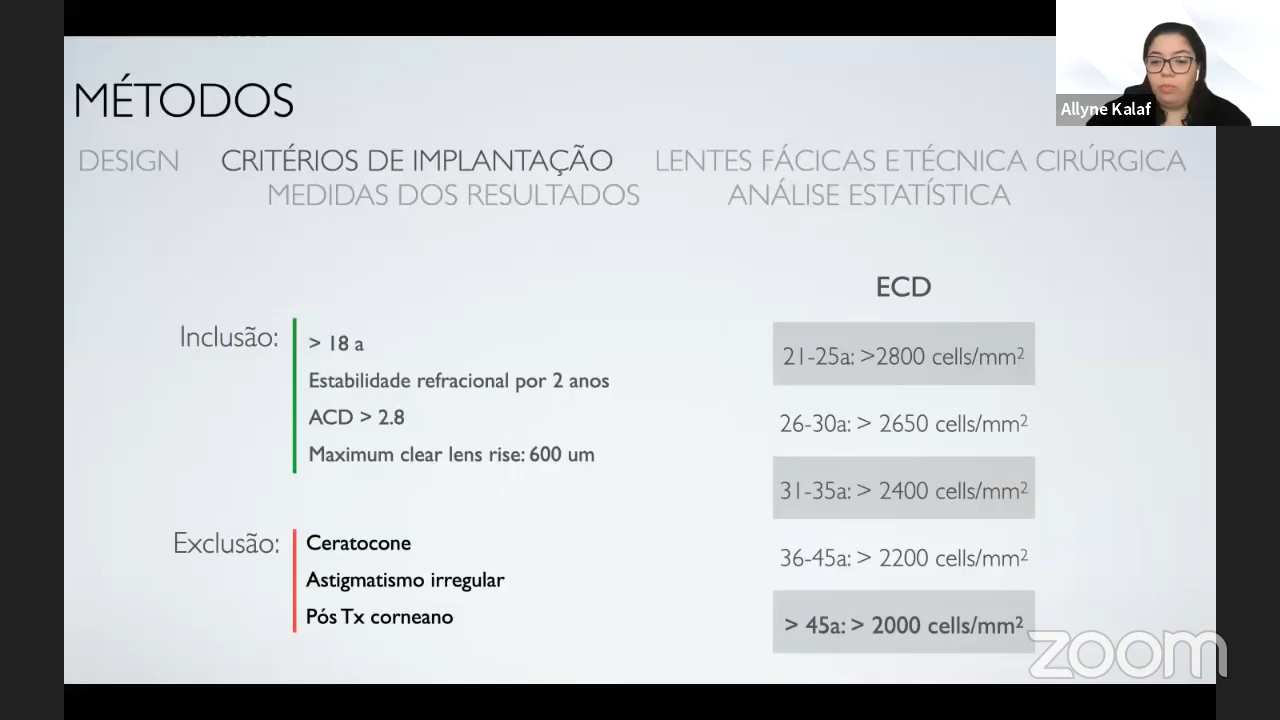 MÉTODOS
DESIGN CRITÉRIOS DE IMPLANTAÇÃO LENTES FÁCICAS E TÉCNICA CIRÚRGICA
MEDIDAS DOS RESULTADOS ANÁLISE ESTATÍSTICA
Inclusão:
> 18 a
Estabilidade refracional por 2 anos
ACD > 2.8
Maximum clear lens rise: 600 um
Exclusão:
Ceratocone
Astigmatismo irregular
Pós Tx corneano
ECD
21-25a: >2800 cells/mm²
26-30a: > 2650 cells/mm²
31-35a: > 2400 cells/mm²
36-45a: > 2200 cells/mm²
> 45a: > 2000 cells/mm²
Allyne Kalaf
zoom